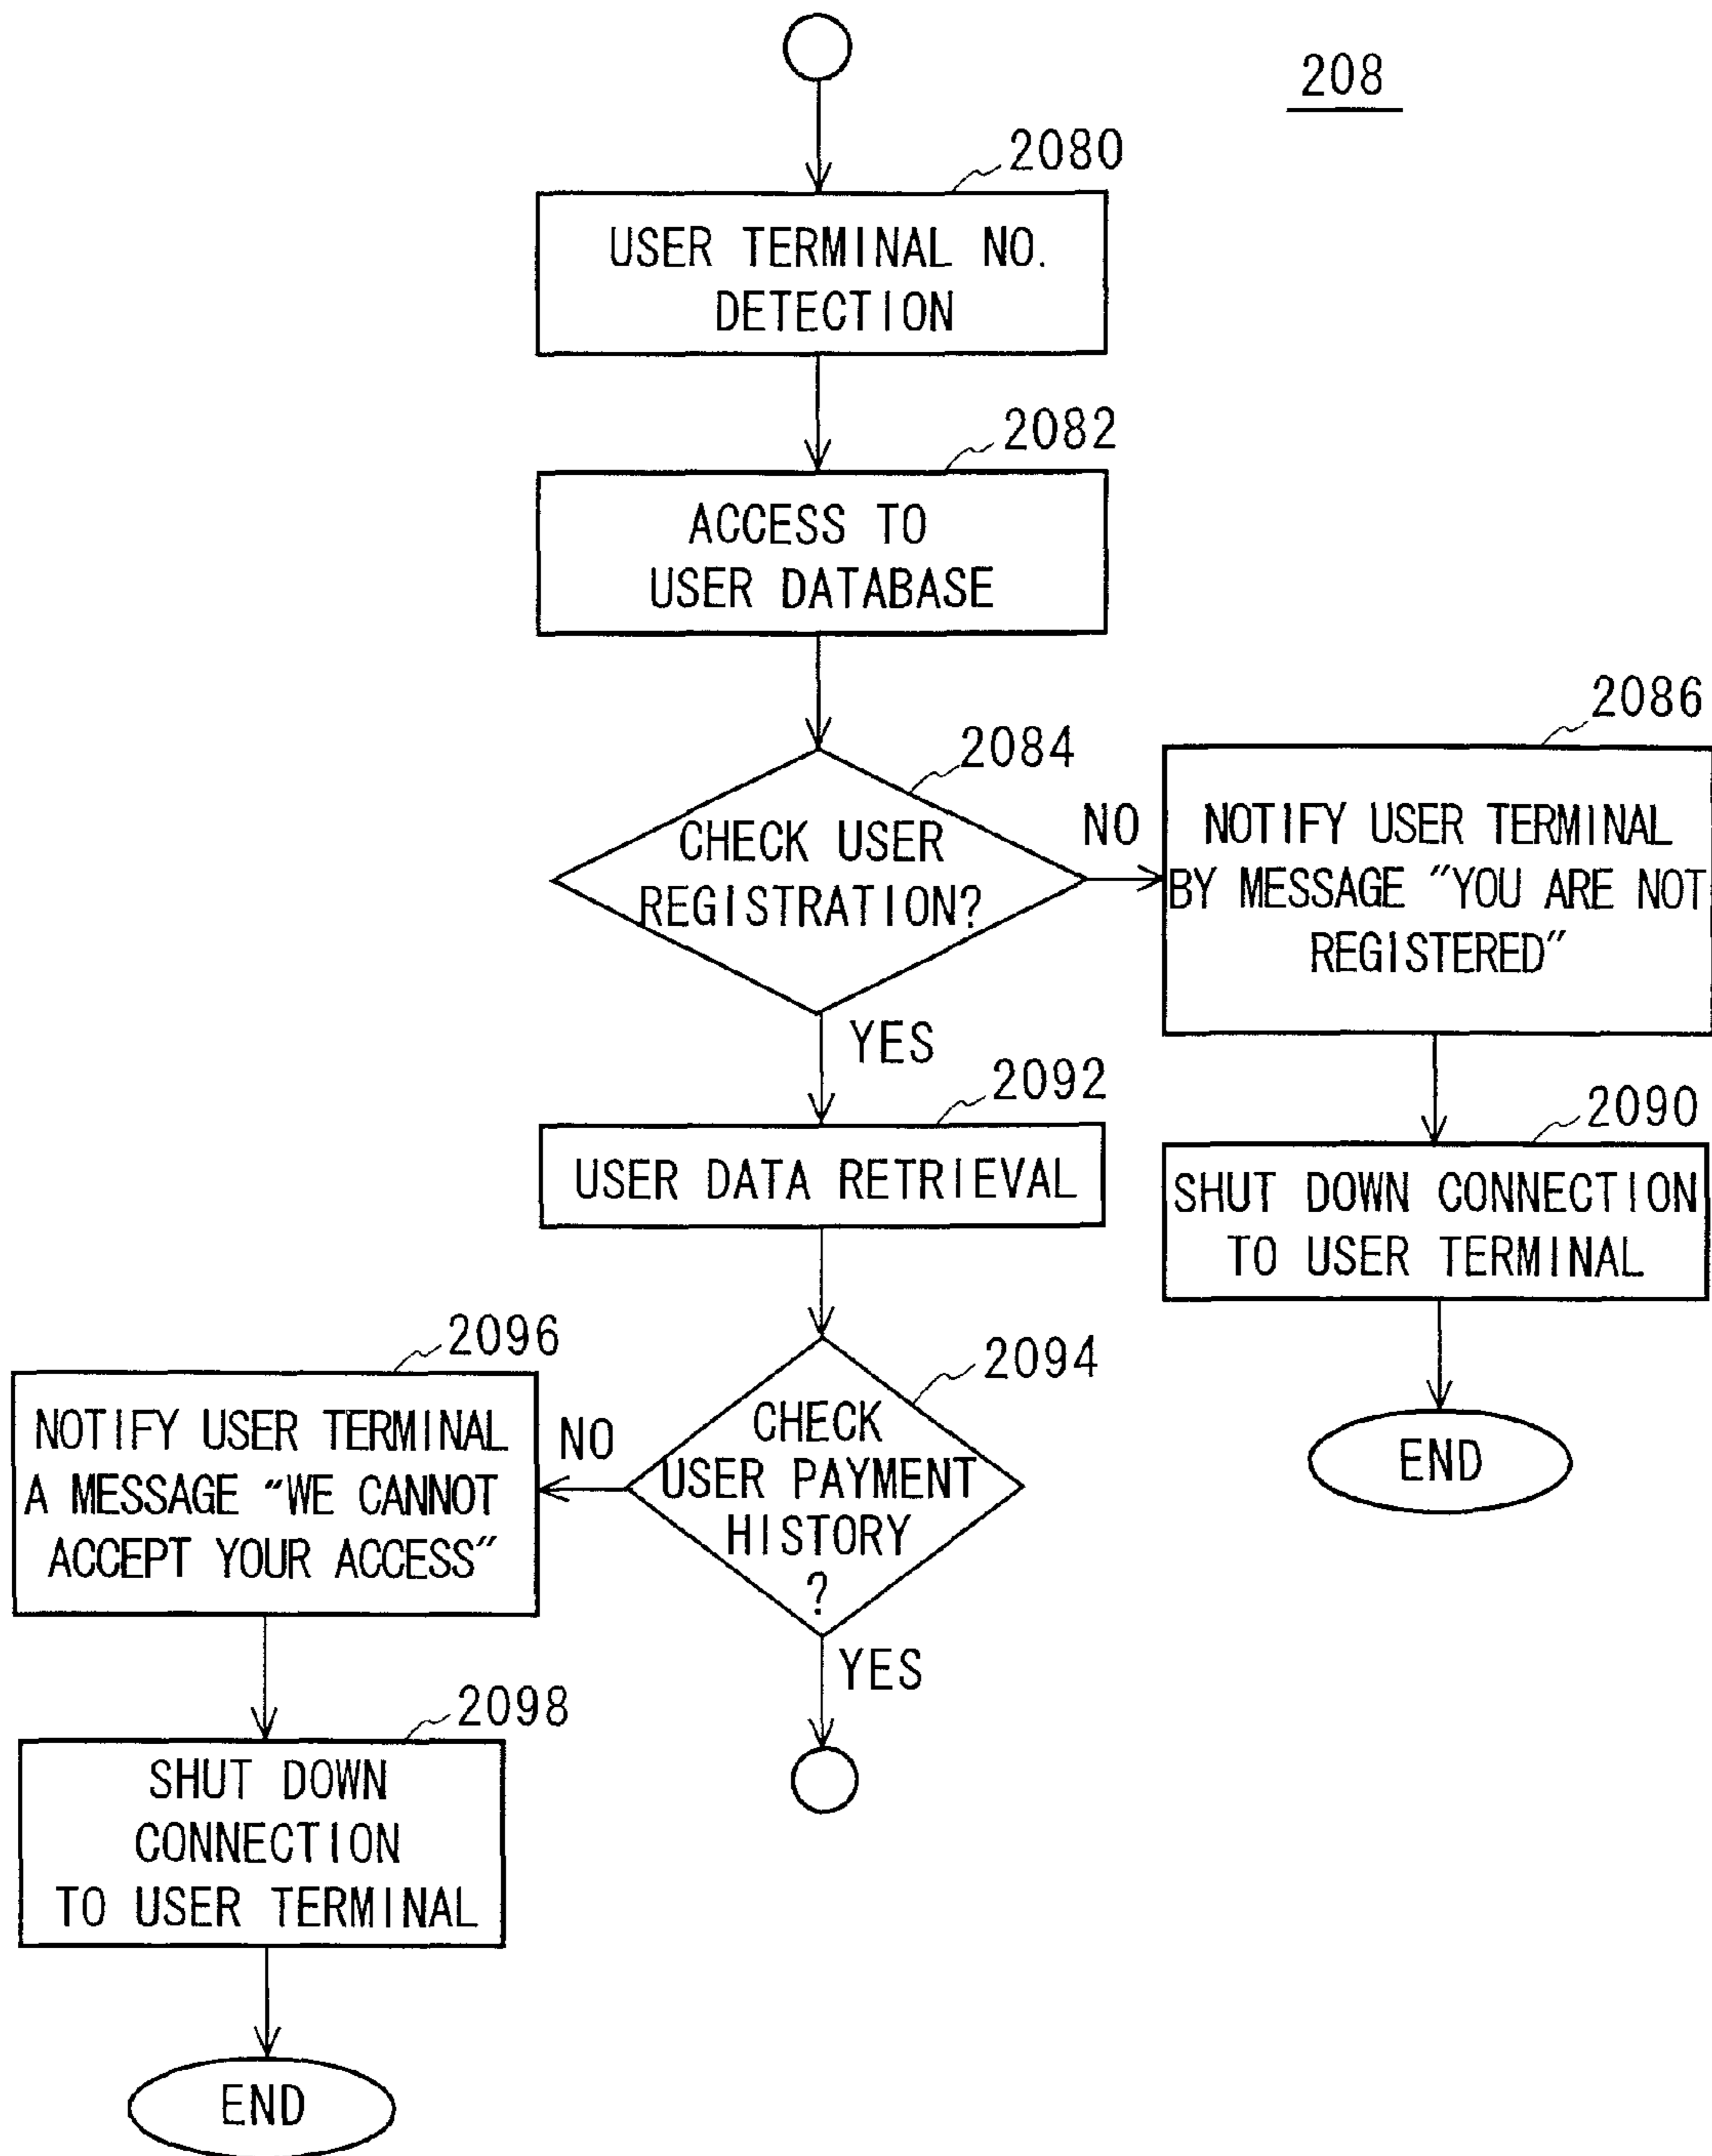 208
2080
USER TERMINAL NO.
DETECTION
2082
ACCESS TO
USER DATABASE
2084
CHECK USER
REGISTRATION?
NO
2086
NOTIFY USER TERMINAL
BY MESSAGE "YOU ARE NOT
REGISTERED"
YES
2092
USER DATA RETRIEVAL
2090
SHUT DOWN CONNECTION
TO USER TERMINAL
END
2094
CHECK
USER PAYMENT
HISTORY
?
NO
2096
NOTIFY USER TERMINAL
A MESSAGE "WE CANNOT
ACCEPT YOUR ACCESS"
YES
2098
SHUT DOWN
CONNECTION
TO USER TERMINAL
END